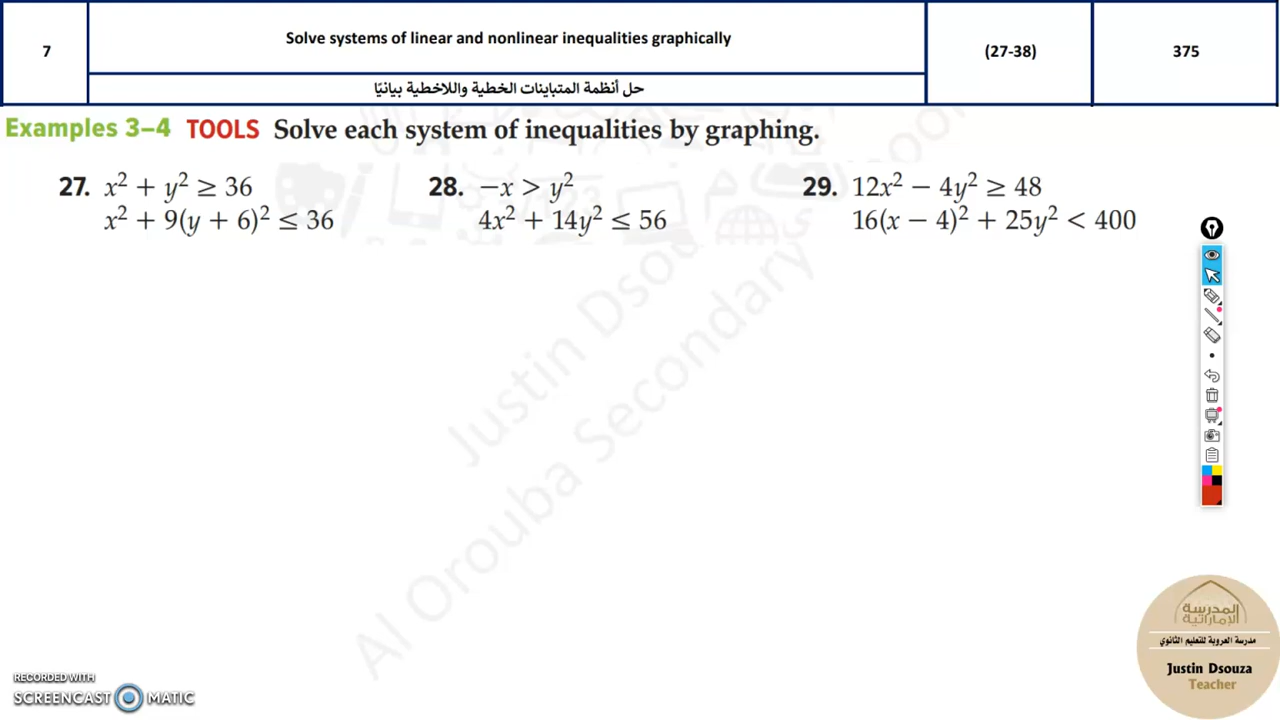 7
Solve systems of linear and nonlinear inequalities graphically
(27-38)
375
حل أنظمة المتباينات الخطية واللاخطية بيانيًا
Examples 3–4 TOOLS Solve each system of inequalities by graphing.
27. x² + y² ≥ 36
x² + 9(y + 6)² ≤ 36
28. −x > y²
4x² + 14y² ≤ 56
29. 12x² − 4y² ≥ 48
16(x − 4)² + 25y² < 400
Justin Dsouza
Al Orouba Secondary
المدرسة
الإماراتية
مدرسة العروبة للتعليم الثانوي
Justin Dsouza
Teacher
RECORDED WITH
SCREENCAST MATIC